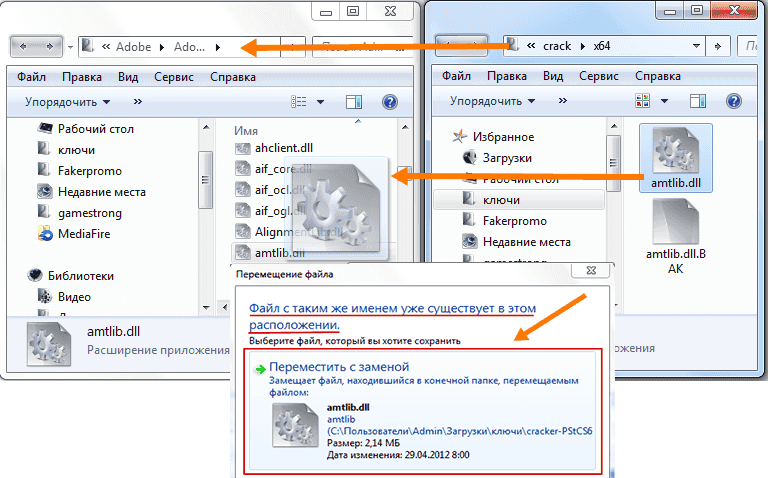 « Adobe Ado...
Файл Правка Вид Сервис Справка
Упорядочить »
Рабочий стол
ключи
Fakerpromo
Недавние места
gamestrong
MediaFire
Библиотеки
Видео
Имя
ahclient.dll
aif_core.dll
aif_ocl.dll
aif_ogl.dll
amtlib.dll
amtlib.dll
Расширение приложения
« crack x64
Файл Правка Вид Сервис Справка
Упорядочить »
Избранное
Загрузки
Рабочий стол
ключи
Fakerpromo
Недавние места
gamestrong
amtlib.dll
amtlib.dll.B
AK
Перемещение файла
Файл с таким же именем уже существует в этом
расположении.
Выберите файл, который вы хотите сохранить
Переместить с заменой
Замещает файл, находившийся в конечной папке, перемещаемым
файлом:
amtlib.dll
amtlib
(C:\Пользователи\Admin\Загрузки\ключи\cracker-PStCS6
Размер: 2,14 МБ
Дата изменения: 29.04.2012 8:00